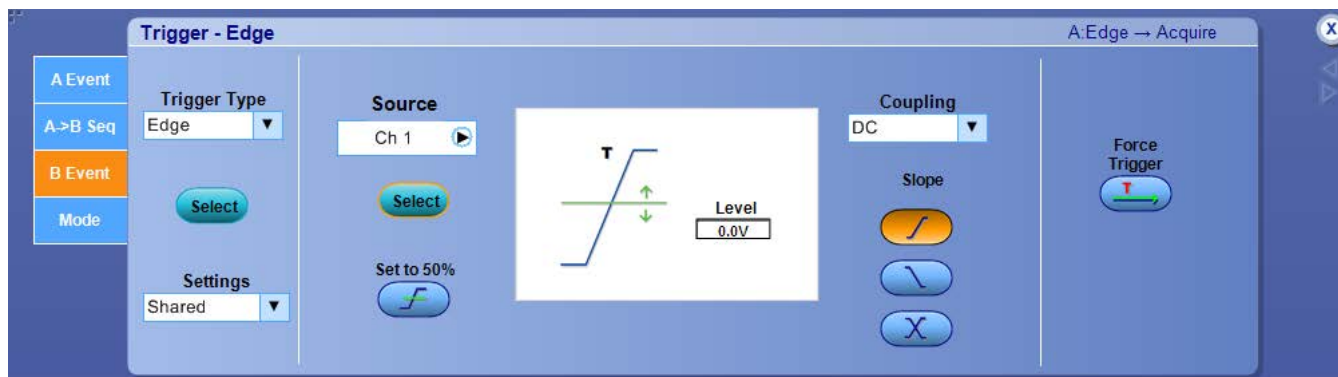 Trigger - Edge
A:Edge → Acquire
X
A Event
A->B Seq
B Event
Mode
Trigger Type
Edge
Select
Settings
Shared
Source
Ch 1
Select
Set to 50%
T
Level
0.0V
Coupling
DC
Slope
Force
Trigger
T